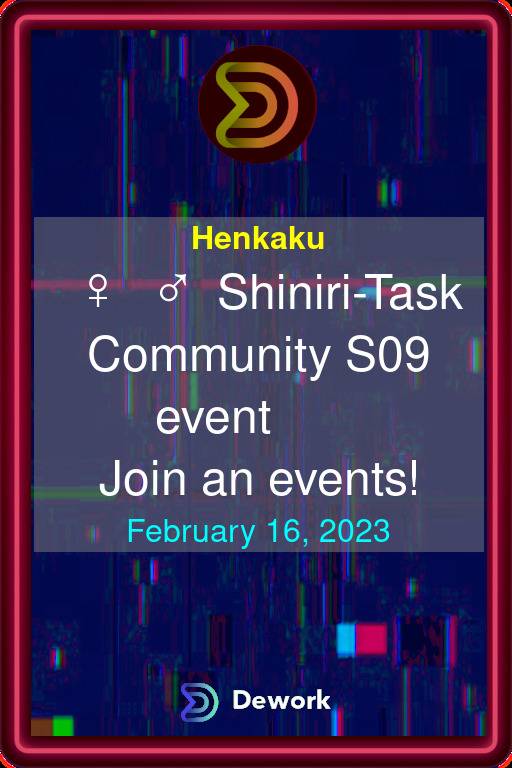 Henkaku
♀ ♂ Shiniri-Task
Community S09
event
Join an events!
February 16, 2023
Dework